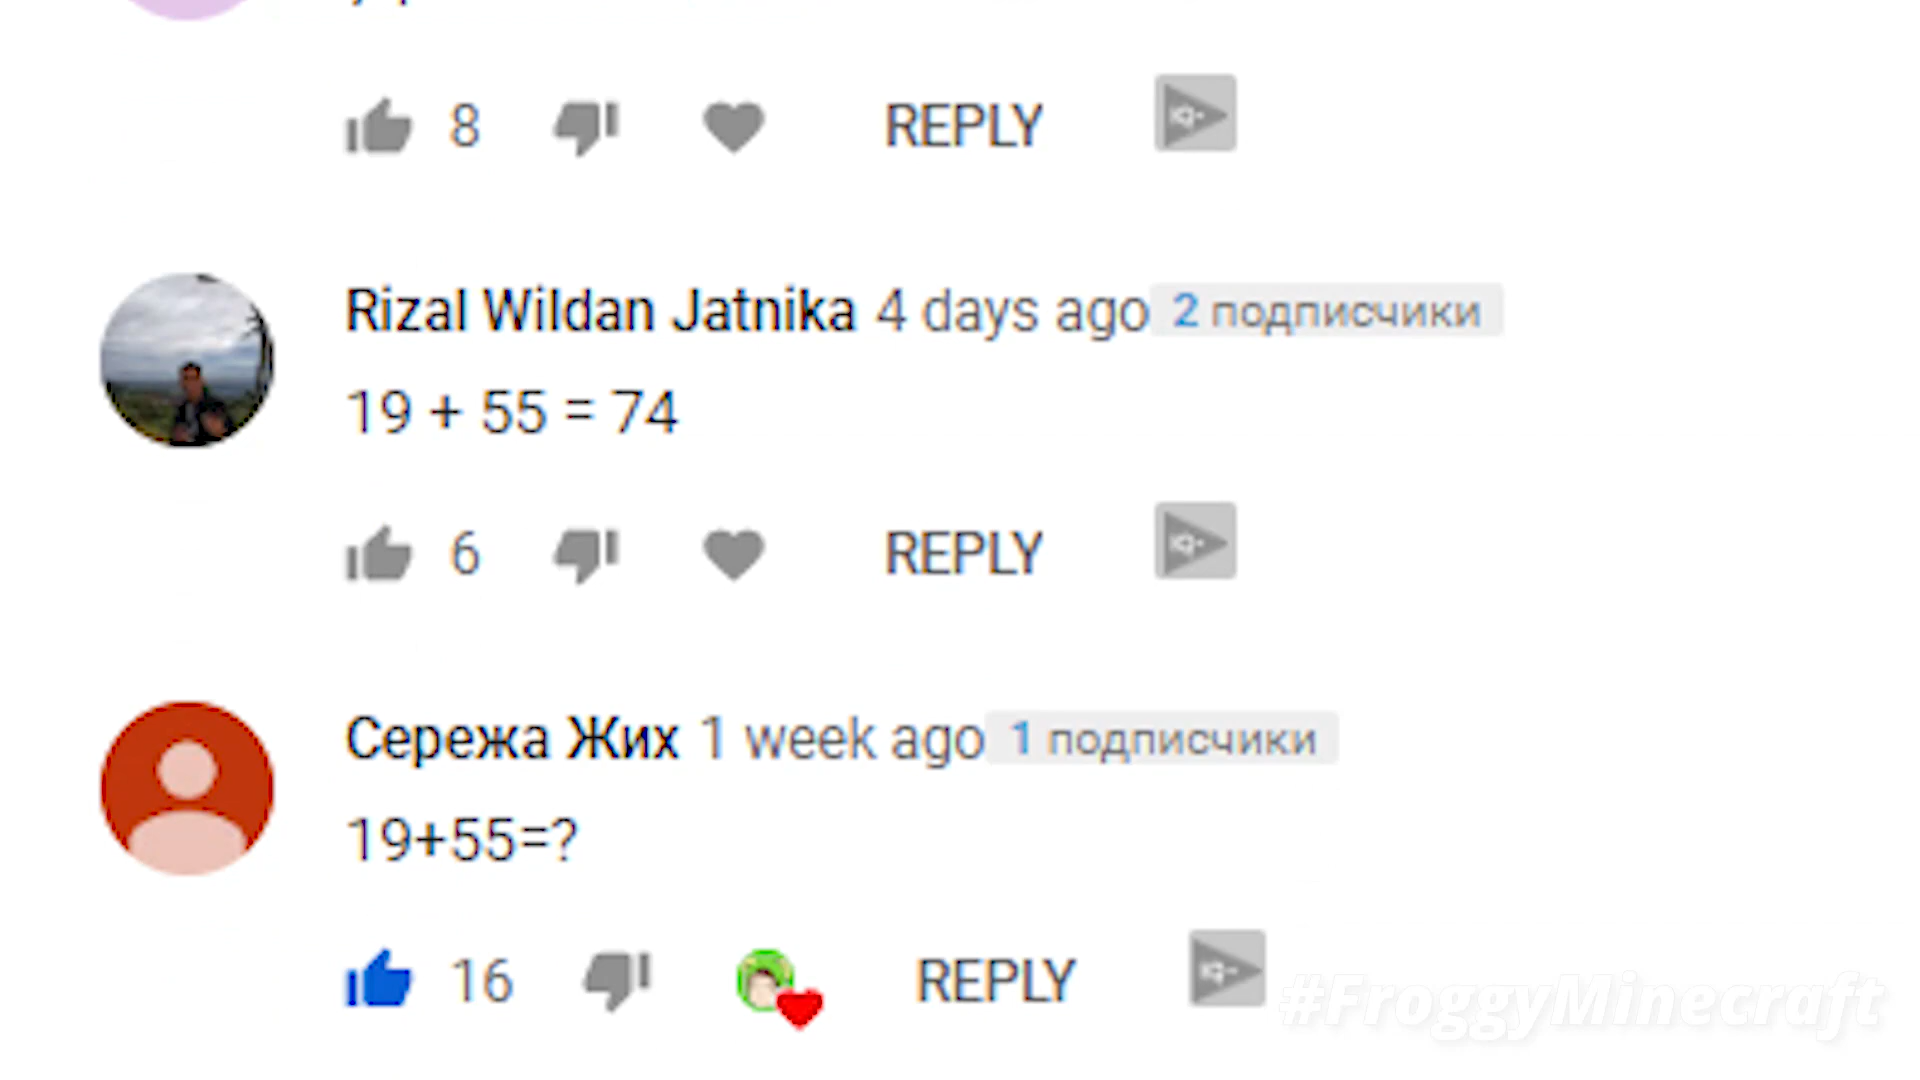 8 REPLY
Rizal Wildan Jatnika 4 days ago 2 подписчики
19 + 55 = 74
6 REPLY
Сережа Жих 1 week ago 1 подписчики
19+55=?
16 REPLY
#FroggyMinecraft